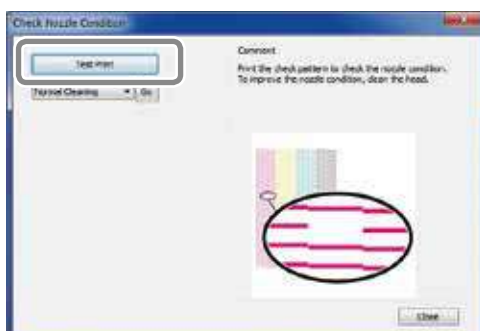 Check Nozzle Condition
Test Print
Normal Cleaning
Go
Comment
Print the check pattern to check the nozzle condition.
To improve the nozzle condition, clean the head.
Close